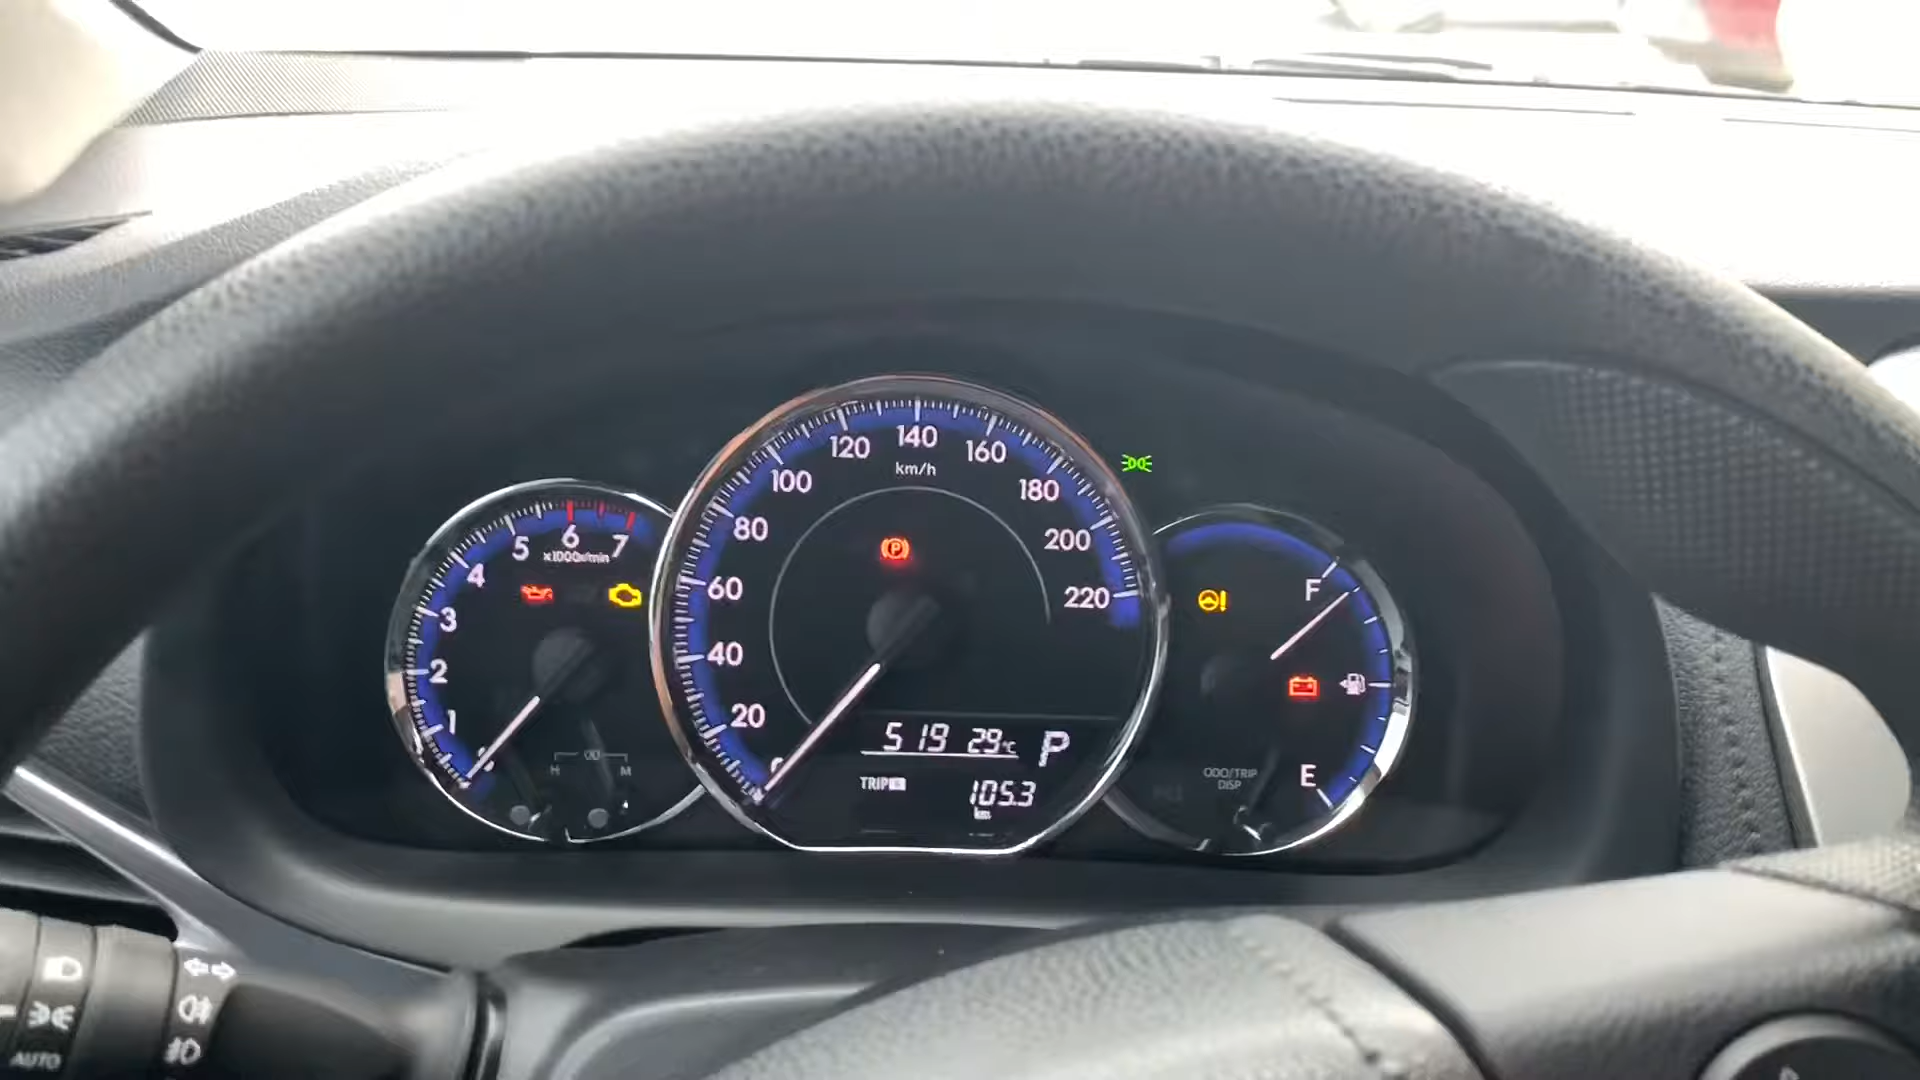 120 140 160
km/h
100 180
80 200
60 220
40
20
0
5 6 7
x1000r/min
4
3
2
1
H M
P
5 19 29°C P
TRIP B 105.3
km
F
E
ODO/TRIP
DISP
AUTO